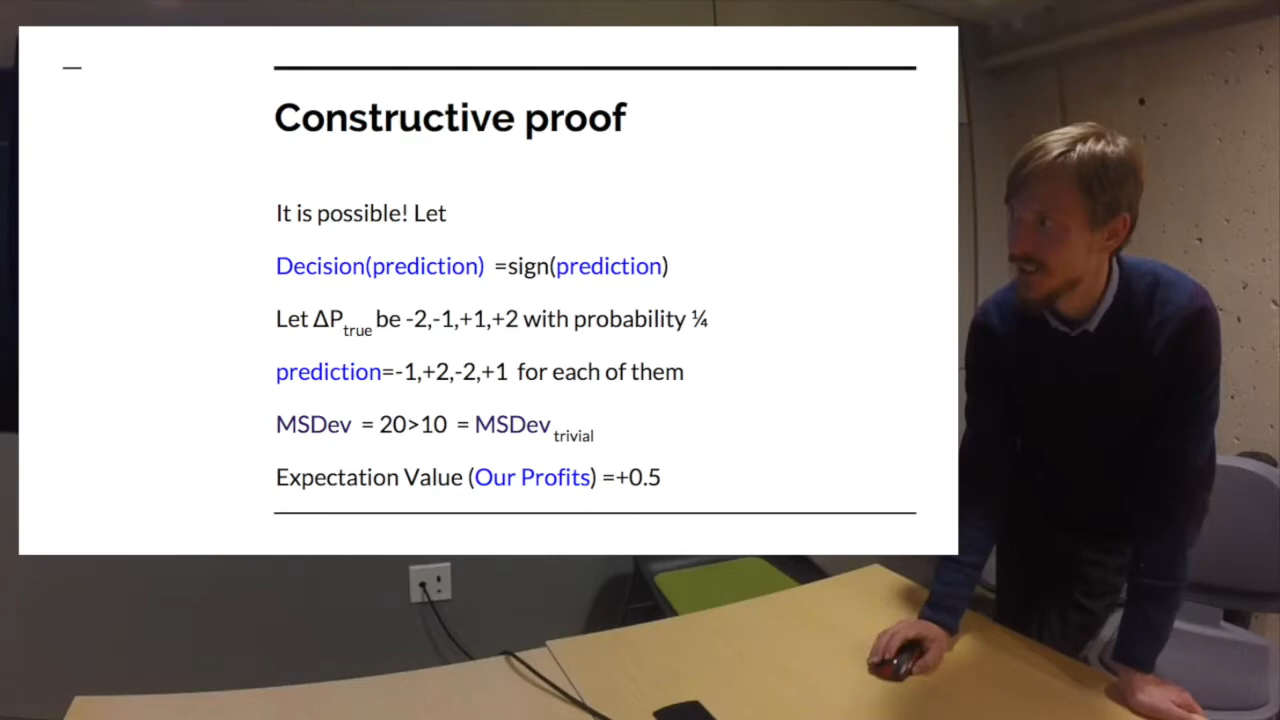 Constructive proof
It is possible! Let
Decision(prediction) =sign(prediction)
Let ΔPtrue be -2,-1,+1,+2 with probability ¼
prediction=-1,+2,-2,+1 for each of them
MSDev = 20>10 = MSDevtrivial
Expectation Value (Our Profits) =+0.5